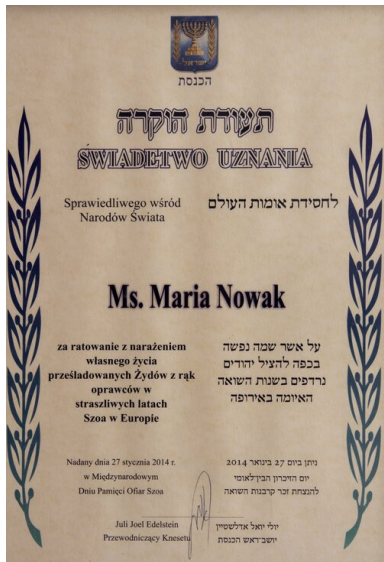 הכנסת
תעודת הוקרה
ŚWIADETWO UZNANIA
Sprawiedliwego wśród
Narodów Świata
לחסידת אומות העולם
Ms. Maria Nowak
za ratowanie z narażeniem
własnego życia
prześladowanych Żydów z rąk
oprawców w
straszliwych latach
Szoa w Europie
על אשר שמה נפשה
בכפה להציל יהודים
נרדפים בשנות השואה
האיומה באירופה
Nadany dnia 27 stycznia 2014 r.
w Międzynarodowym
Dniu Pamięci Ofiar Szoa
ניתן ביום 27 בינואר 2014
יום הזיכרון הבין-לאומי
להנצחת זכר קרבנות השואה
Juli Joel Edelstein
Przewodniczący Knesetu
יולי יואל אדלשטיין
יושב-ראש הכנסת